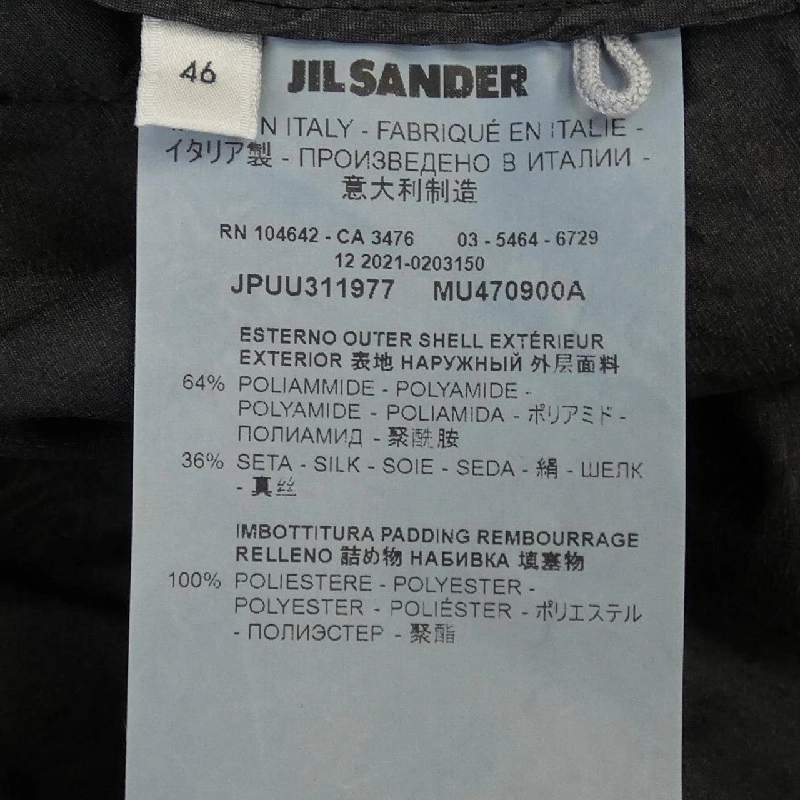 46
JIL SANDER
IN ITALY - FABRIQUÉ EN ITALIE -
イタリア製 - ПРОИЗВЕДЕНО В ИТАЛИИ -
意大利制造
RN 104642 - CA 3476 03 - 5464 - 6729
12 2021-0203150
JPUU311977 MU470900A
ESTERNO OUTER SHELL EXTÉRIEUR
EXTERIOR 表地 НАРУЖНЫЙ 外层面料
64% POLIAMMIDE - POLYAMIDE -
POLYAMIDE - POLIAMIDA - ポリアミド -
ПОЛИАМИД - 聚酰胺
36% SETA - SILK - SOIE - SEDA - 絹 - ШЕЛК
- 真丝
IMBOTTITURA PADDING REMBOURRAGE
RELLENO 詰め物 НАБИВКА 填塞物
100% POLIESTERE - POLYESTER -
POLYESTER - POLIÉSTER - ポリエステル
- ПОЛИЭСТЕР - 聚酯